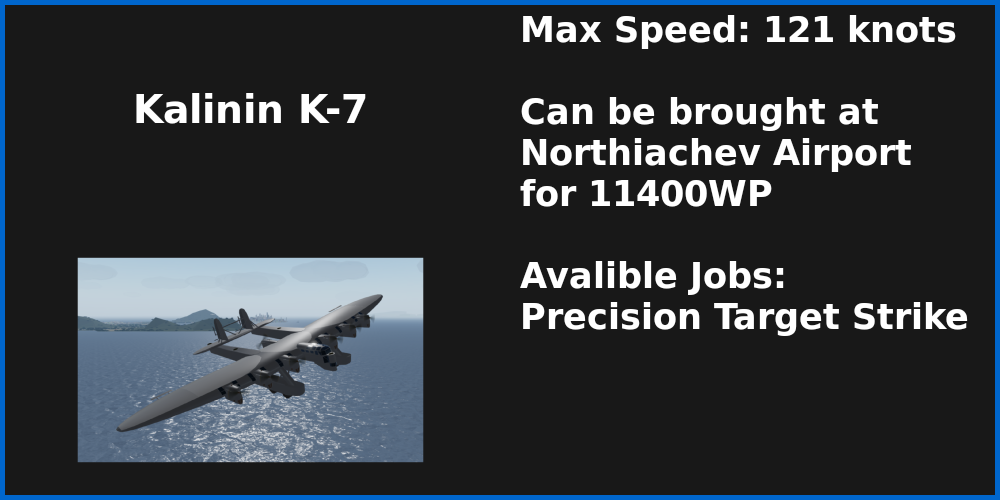 Kalinin K-7
Max Speed: 121 knots
Can be brought at
Northiachev Airport
for 11400WP
Avalible Jobs:
Precision Target Strike